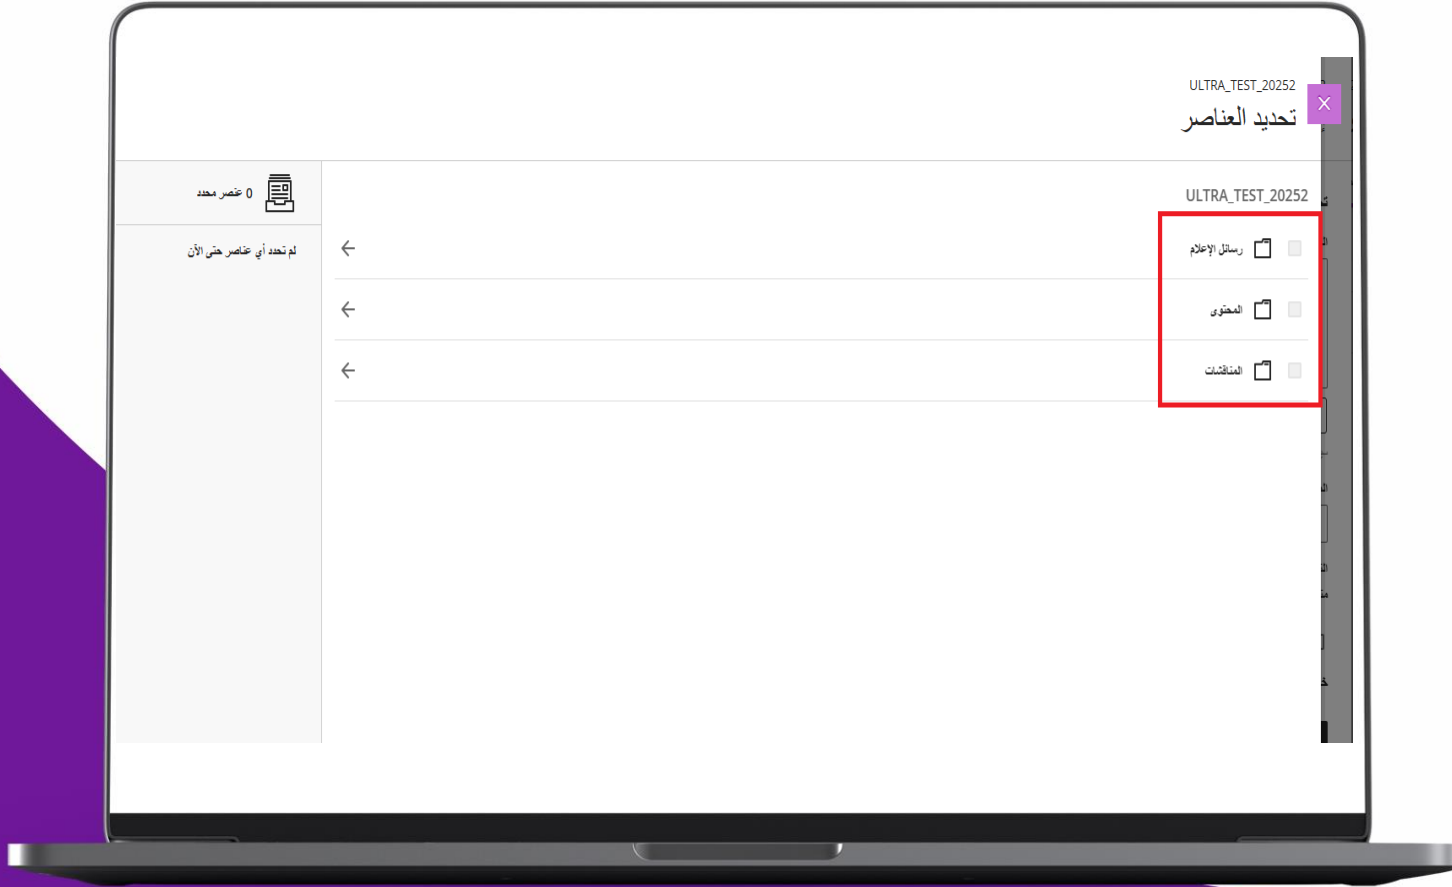 ULTRA_TEST_20252
تحديد العناصر
ULTRA_TEST_20252
رسائل الإعلام
المحتوى
المناقشات
0 عنصر محدد
لم تحدد أي عناصر حتى الآن